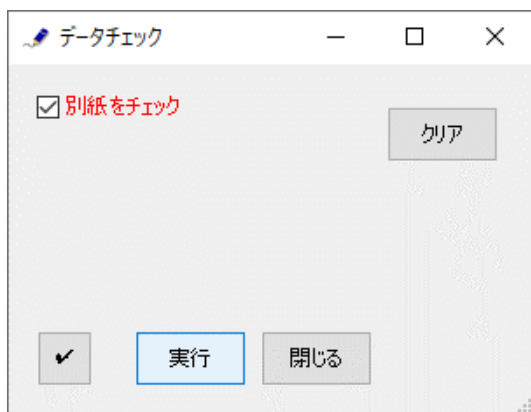 データチェック
別紙をチェック
クリア
✔
実行
閉じる